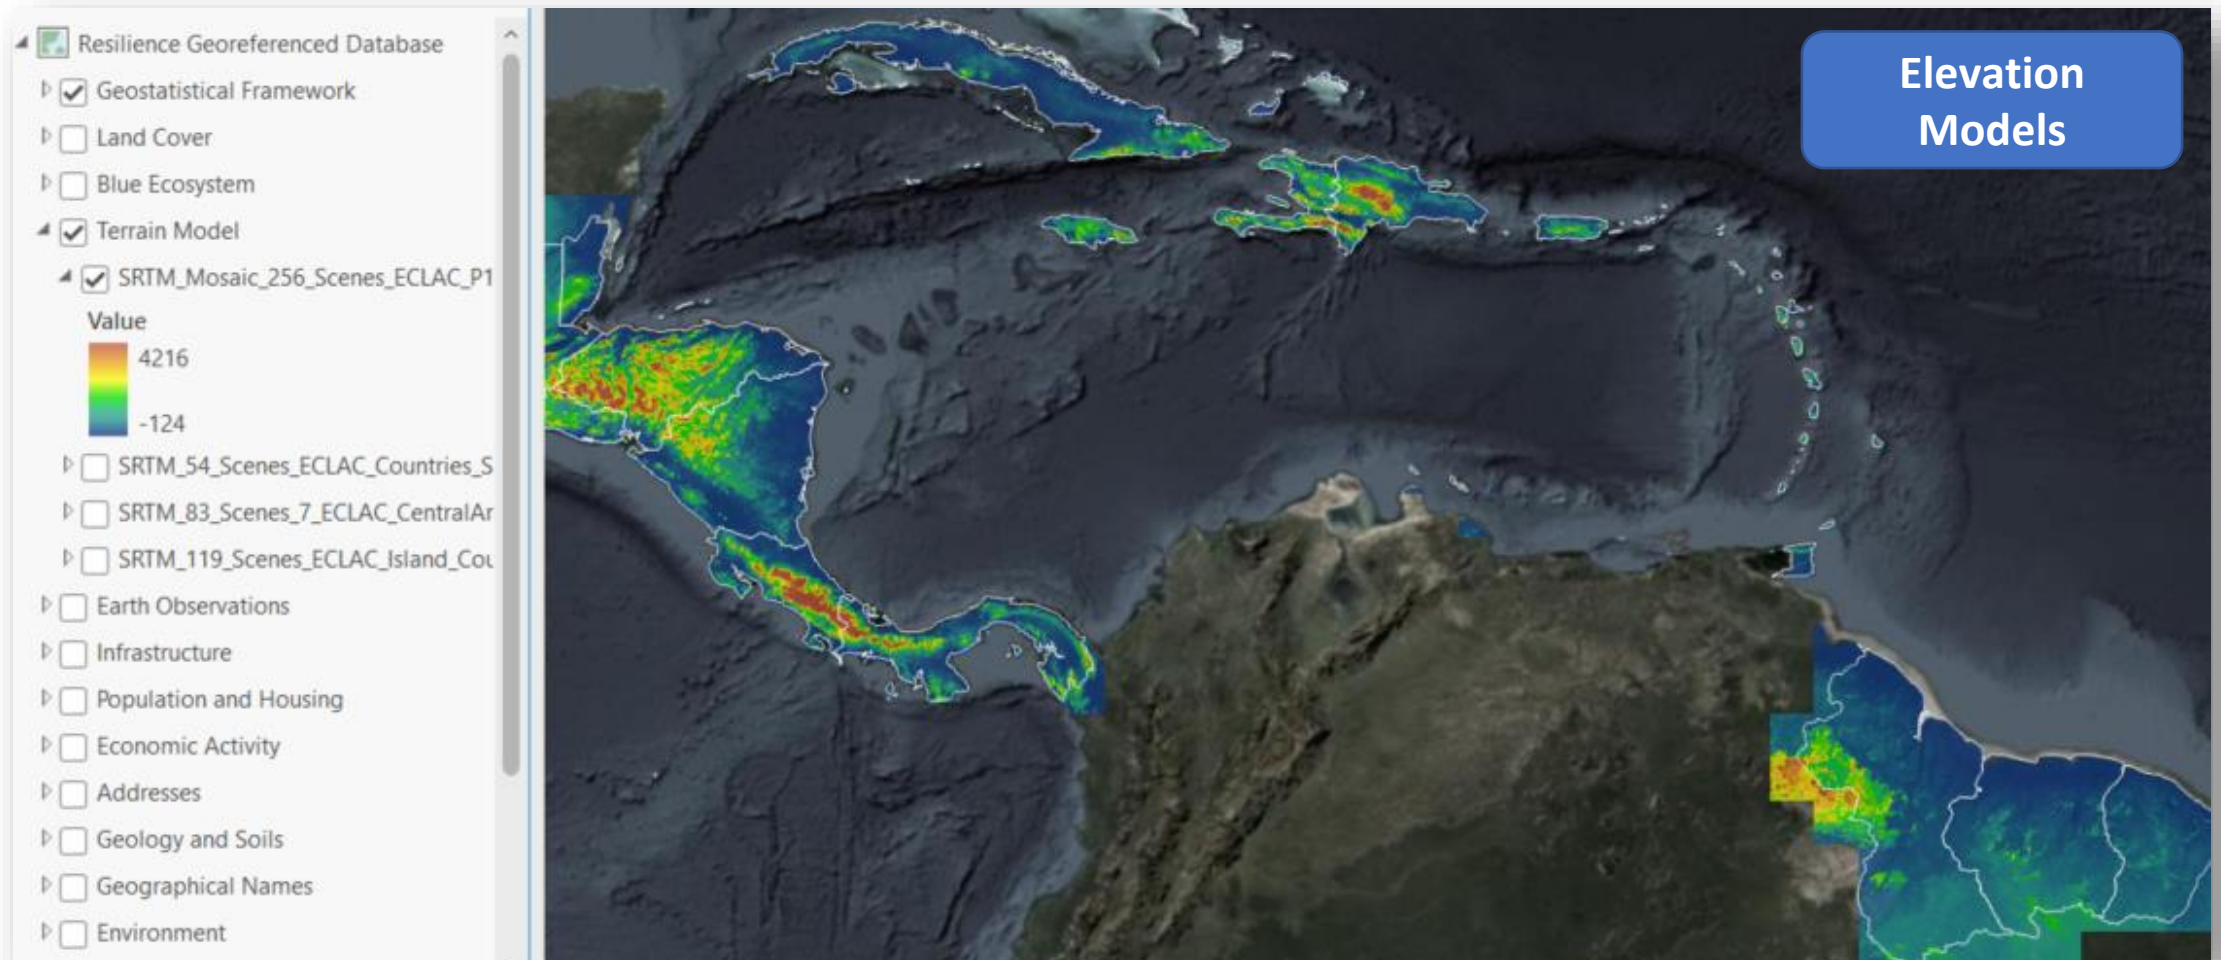 Resilience Georeferenced Database
Geostatistical Framework
Land Cover
Blue Ecosystem
Terrain Model
SRTM_Mosaic_256_Scenes_ECLAC_P1
Value
4216
-124
SRTM_54_Scenes_ECLAC_Countries_S
SRTM_83_Scenes_7_ECLAC_CentralAr
SRTM_119_Scenes_ECLAC_Island_Cou
Earth Observations
Infrastructure
Population and Housing
Economic Activity
Addresses
Geology and Soils
Geographical Names
Environment
Elevation
Models